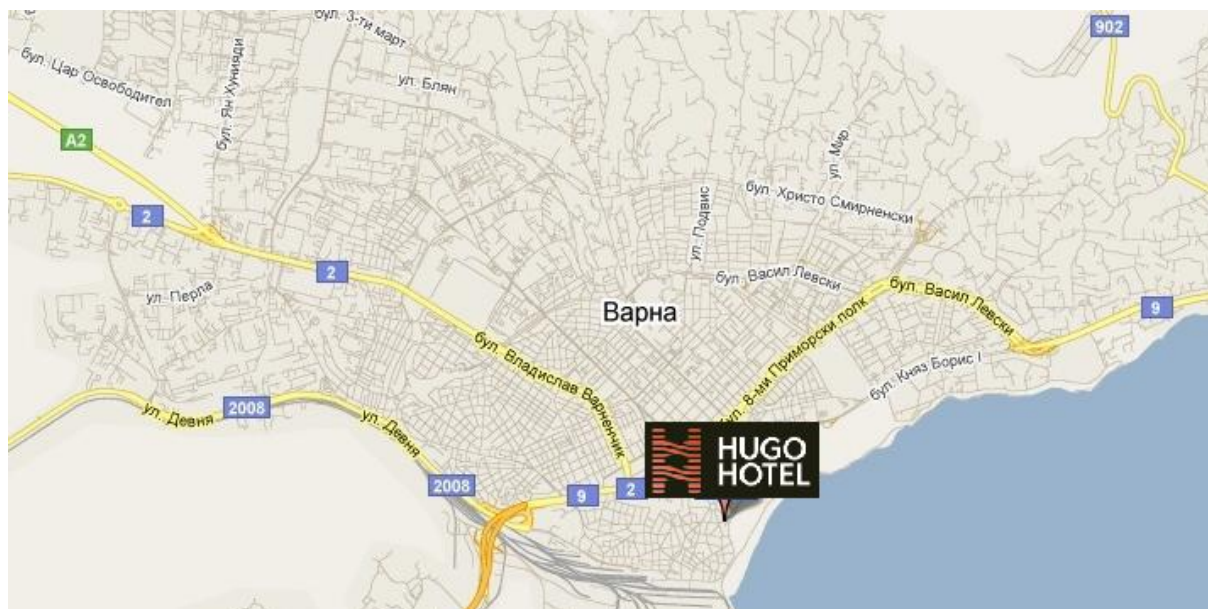 902
бул. 3-ти март
бул. Цар Освободител
бул. Ян Хунияди
ул. Блян
A2
ул. Мир
бул. Христо Смирненски
ул. Подвис
2
2
ул. Перла
бул. Васил Левски
бул. Васил Левски
9
Варна
бул. 8-ми Приморски полк
бул. Владислав Варненчик
бул. Княз Борис I
2008
ул. Девня
ул. Девня
HUGO
HOTEL
2008
9
2